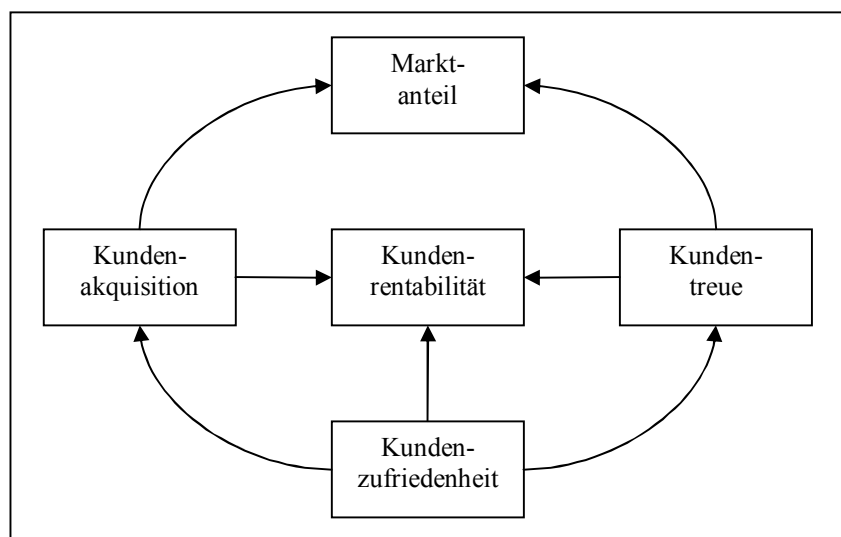 Markt-
anteil
Kunden-
akquisition
Kunden-
rentabilität
Kunden-
treue
Kunden-
zufriedenheit